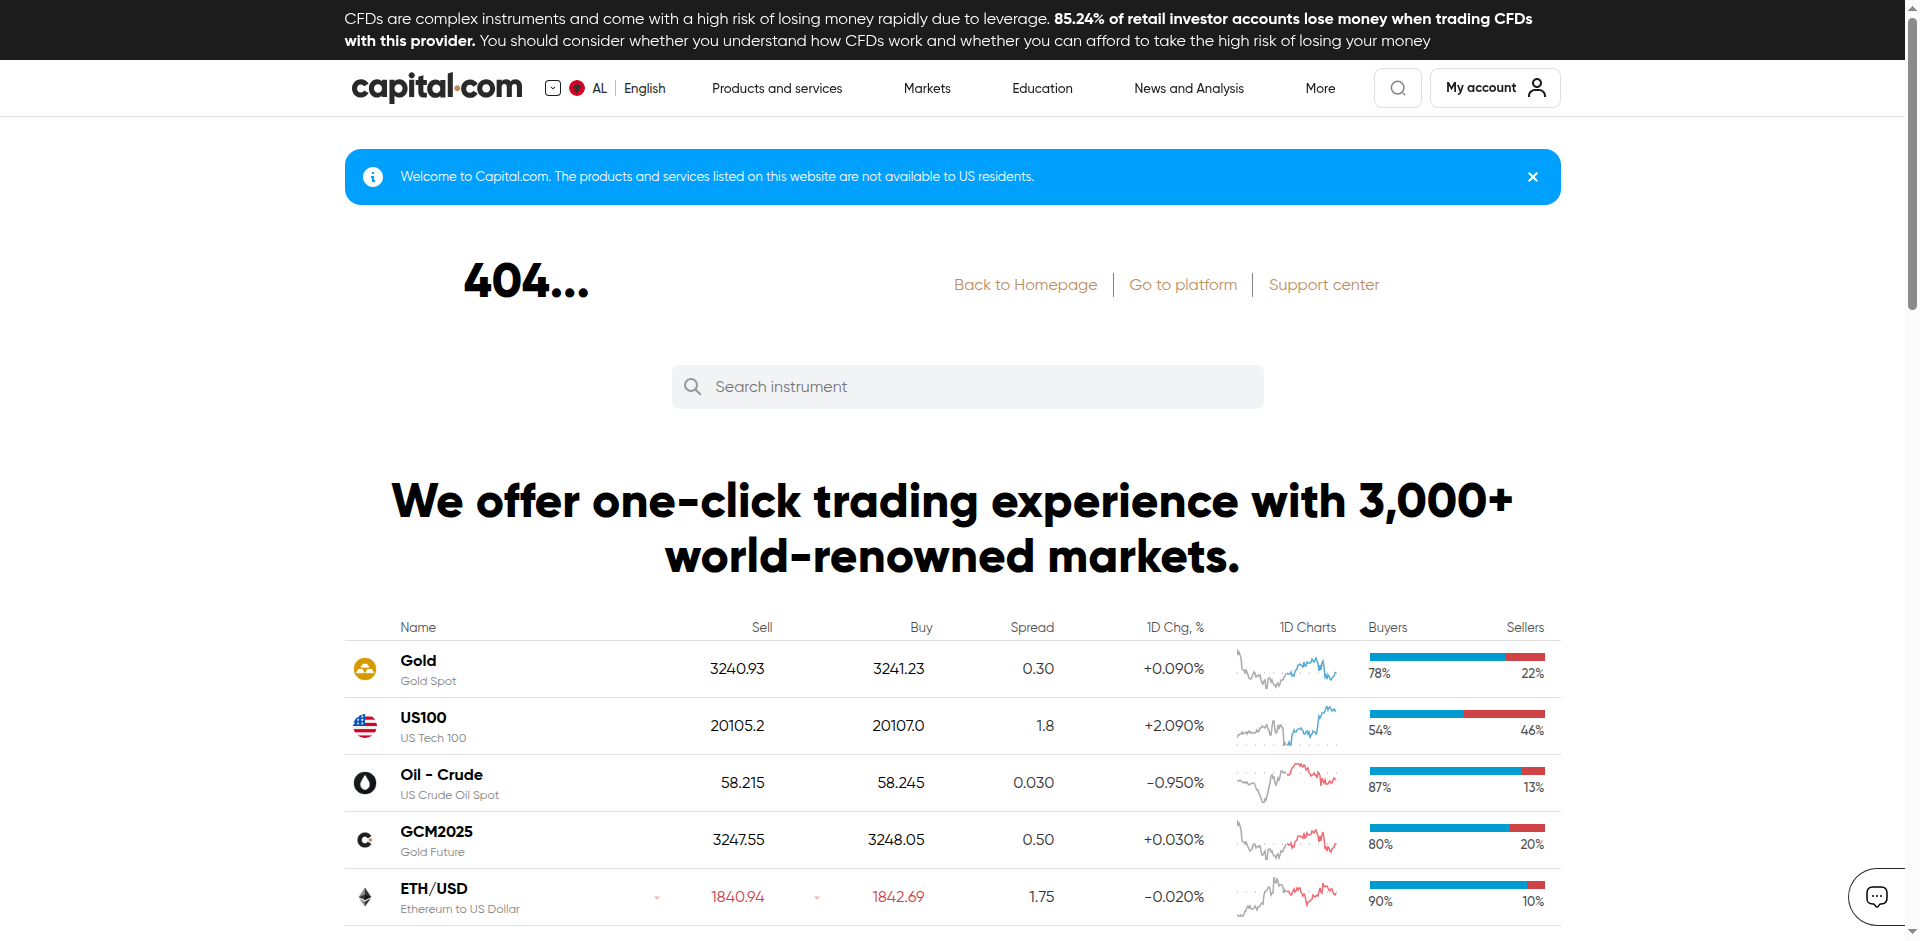 CFDs are complex instruments and come with a high risk of losing money rapidly due to leverage. 85.24% of retail investor accounts lose money when trading CFDs
with this provider. You should consider whether you understand how CFDs work and whether you can afford to take the high risk of losing your money
capital.com AL English Products and services Markets Education News and Analysis More My account
Welcome to Capital.com. The products and services listed on this website are not available to US residents.
404... Back to Homepage Go to platform Support center
Search instrument
We offer one-click trading experience with 3,000+
world-renowned markets.
Name Sell Buy Spread 1D Chg, % 1D Charts Buyers Sellers
Gold 3240.93 3241.23 0.30 +0.090%
Gold Spot 78% 22%
US100 20105.2 20107.0 1.8 +2.090%
US Tech 100 54% 46%
Oil - Crude 58.215 58.245 0.030 -0.950%
US Crude Oil Spot 87% 13%
GCM2025 3247.55 3248.05 0.50 +0.030%
Gold Future 80% 20%
ETH/USD 1840.94 1842.69 1.75 -0.020%
Ethereum to US Dollar 90% 10%